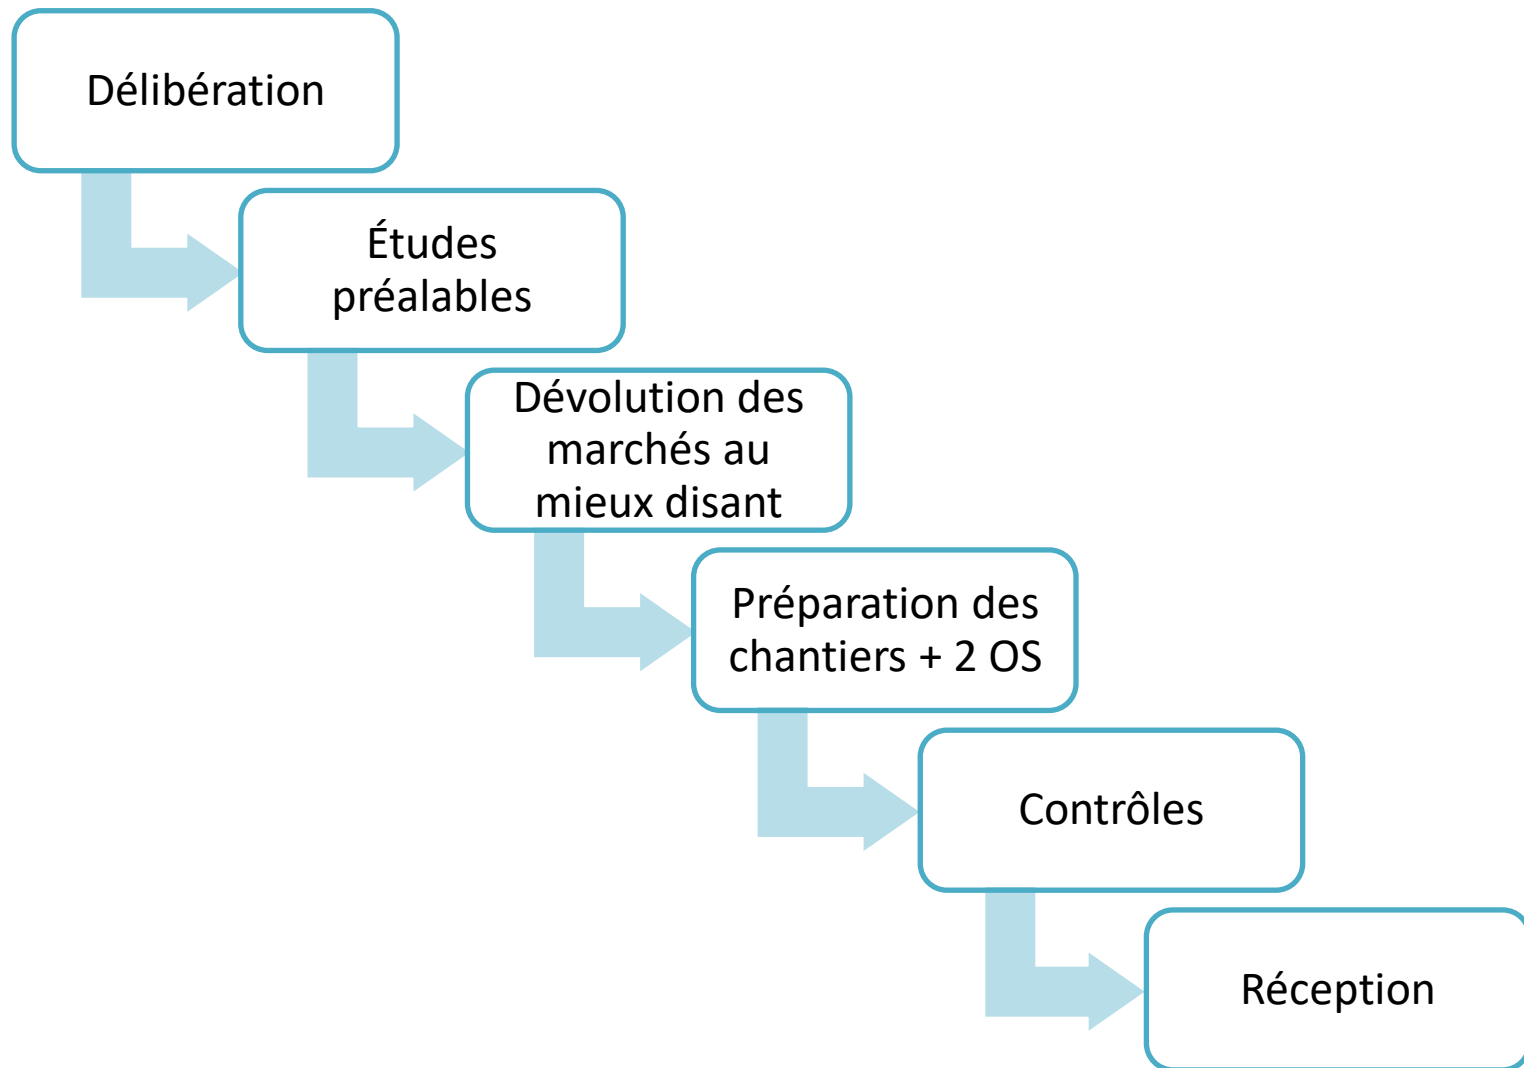 Délibération
Études
préalables
Dévolution des
marchés au
mieux disant
Préparation des
chantiers + 2 OS
Contrôles
Réception